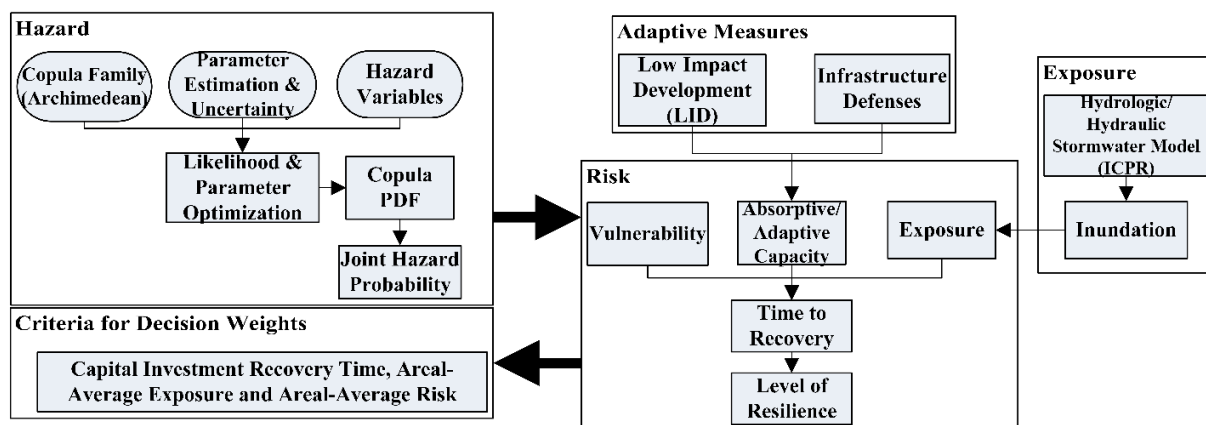 Hazard
Copula Family
(Archimedean)
Parameter
Estimation &
Uncertainty
Hazard
Variables
Likelihood &
Parameter
Optimization
Copula
PDF
Joint Hazard
Probability
Adaptive Measures
Low Impact
Development
(LID)
Infrastructure
Defenses
Exposure
Hydrologic/
Hydraulic
Stormwater Model
(ICPR)
Inundation
Risk
Vulnerability
Absorptive/
Adaptive
Capacity
Exposure
Time to
Recovery
Level of
Resilience
Criteria for Decision Weights
Capital Investment Recovery Time, Areal-
Average Exposure and Areal-Average Risk